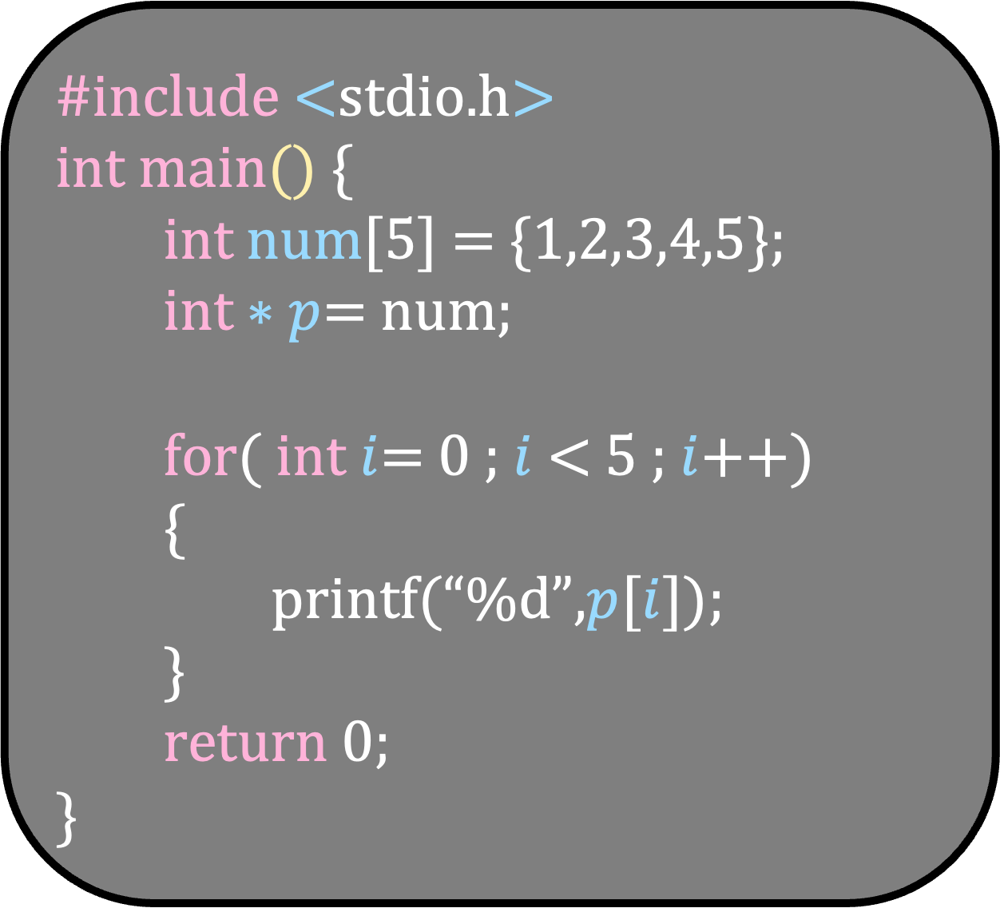 #include <stdio.h>
int main() {
int num[5] = {1,2,3,4,5};
int * p= num;
for( int i= 0 ; i < 5 ; i++)
{
printf(“%d”,p[i]);
}
return 0;
}